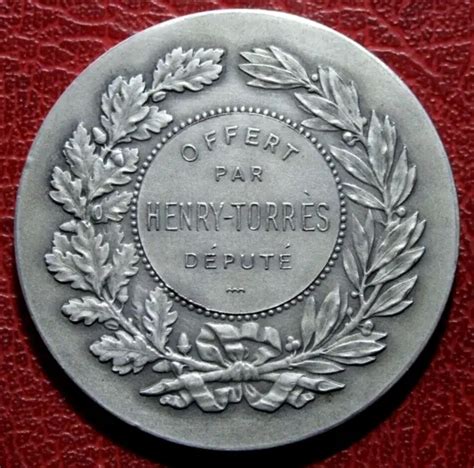 OFFERT
PAR
HENRY-TORRÈS
DÉPUTÉ